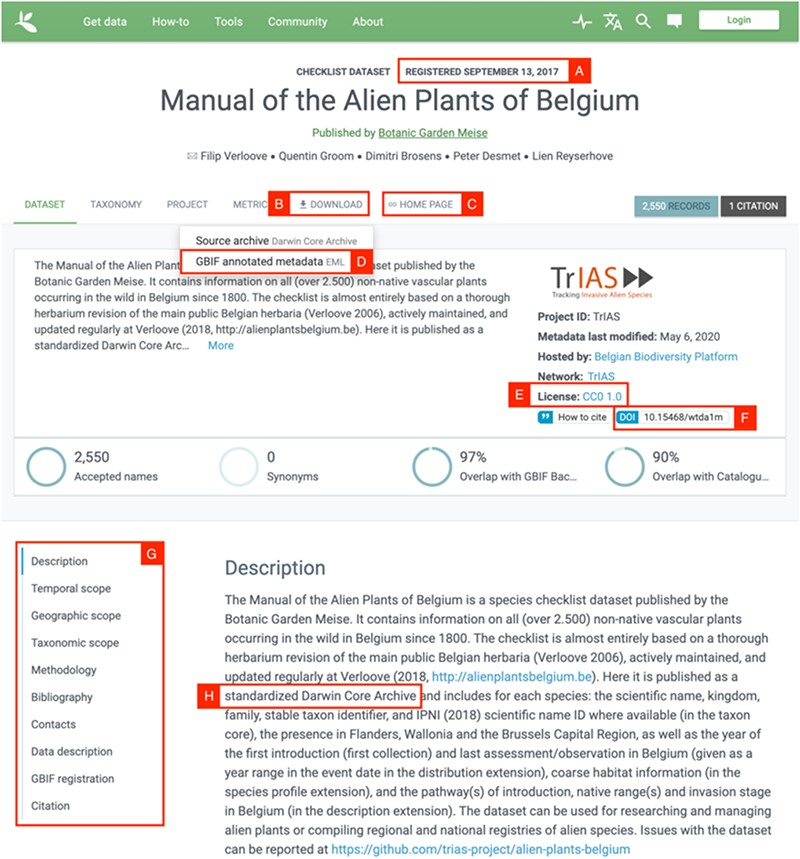 Get data How-to Tools Community About Login
CHECKLIST DATASET REGISTERED SEPTEMBER 13, 2017 A
Manual of the Alien Plants of Belgium
Published by Botanic Garden Meise
Filip Verloove • Quentin Groom • Dimitri Brosens • Peter Desmet • Lien Reyserhove
DATASET TAXONOMY PROJECT METRIC B DOWNLOAD HOME PAGE C 2,550 RECORDS 1 CITATION
Source archive Darwin Core Archive
GBIF annotated metadata EML D
The Manual of the Alien Plant taset published by the
Botanic Garden Meise. It contains information on all (over 2.500) non-native vascular plants
occurring in the wild in Belgium since 1800. The checklist is almost entirely based on a thorough
herbarium revision of the main public Belgian herbaria (Verloove 2006), actively maintained, and
updated regularly at Verloove (2018, http://alienplantsbelgium.be). Here it is published as a
standardized Darwin Core Arc... More
TrIAS
Tracking Invasive Alien Species
Project ID: TrIAS
Metadata last modified: May 6, 2020
Hosted by: Belgian Biodiversity Platform
Network: TrIAS
E License: CC0 1.0
How to cite DOI 10.15468/wtda1m F
2,550
Accepted names
0
Synonyms
97%
Overlap with GBIF Bac...
90%
Overlap with Catalogu...
G
Description
Temporal scope
Geographic scope
Taxonomic scope
Methodology
Bibliography
Contacts
Data description
GBIF registration
Citation
Description
The Manual of the Alien Plants of Belgium is a species checklist dataset published by the
Botanic Garden Meise. It contains information on all (over 2.500) non-native vascular plants
occurring in the wild in Belgium since 1800. The checklist is almost entirely based on a thorough
herbarium revision of the main public Belgian herbaria (Verloove 2006), actively maintained, and
updated regularly at Verloove (2018, http://alienplantsbelgium.be). Here it is published as a
H standardized Darwin Core Archive and includes for each species: the scientific name, kingdom,
family, stable taxon identifier, and IPNI (2018) scientific name ID where available (in the taxon
core), the presence in Flanders, Wallonia and the Brussels Capital Region, as well as the year of
the first introduction (first collection) and last assessment/observation in Belgium (given as a
year range in the event date in the distribution extension), coarse habitat information (in the
species profile extension), and the pathway(s) of introduction, native range(s) and invasion stage
in Belgium (in the description extension). The dataset can be used for researching and managing
alien plants or compiling regional and national registries of alien species. Issues with the dataset
can be reported at https://github.com/trias-project/alien-plants-belgium